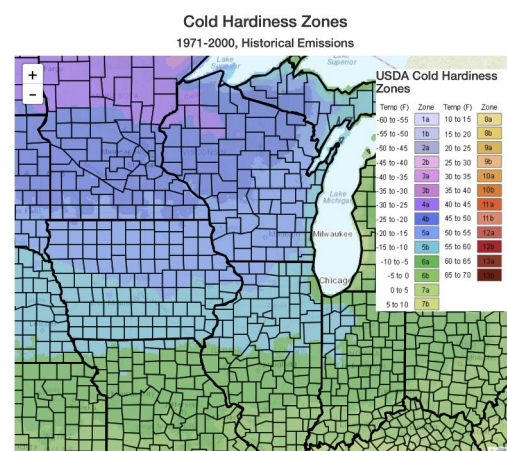 Cold Hardiness Zones
1971-2000, Historical Emissions
Lake
Superior
Lake
Superior
+
−
USDA Cold Hardiness
Zones
Temp (F) Zone Temp (F) Zone
-60 to -55 1a 10 to 15 8a
-55 to -50 1b 15 to 20 8b
-50 to -45 2a 20 to 25 9a
-45 to -40 2b 25 to 30 9b
-40 to -35 3a 30 to 35 10a
-35 to -30 3b 35 to 40 10b
-30 to -25 4a 40 to 45 11a
-25 to -20 4b 45 to 50 11b
-20 to -15 5a 50 to 55 12a
-15 to -10 5b 55 to 60 12b
-10 to -5 6a 60 to 65 13a
-5 to 0 6b 65 to 70 13b
0 to 5 7a
5 to 10 7b
Lake
Michiga
Milwaukee
Chicago